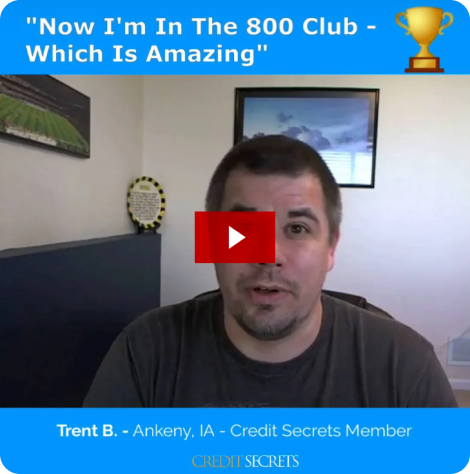 "Now I'm In The 800 Club -
Which Is Amazing"
Trent B. - Ankeny, IA - Credit Secrets Member
CREDIT SECRETS